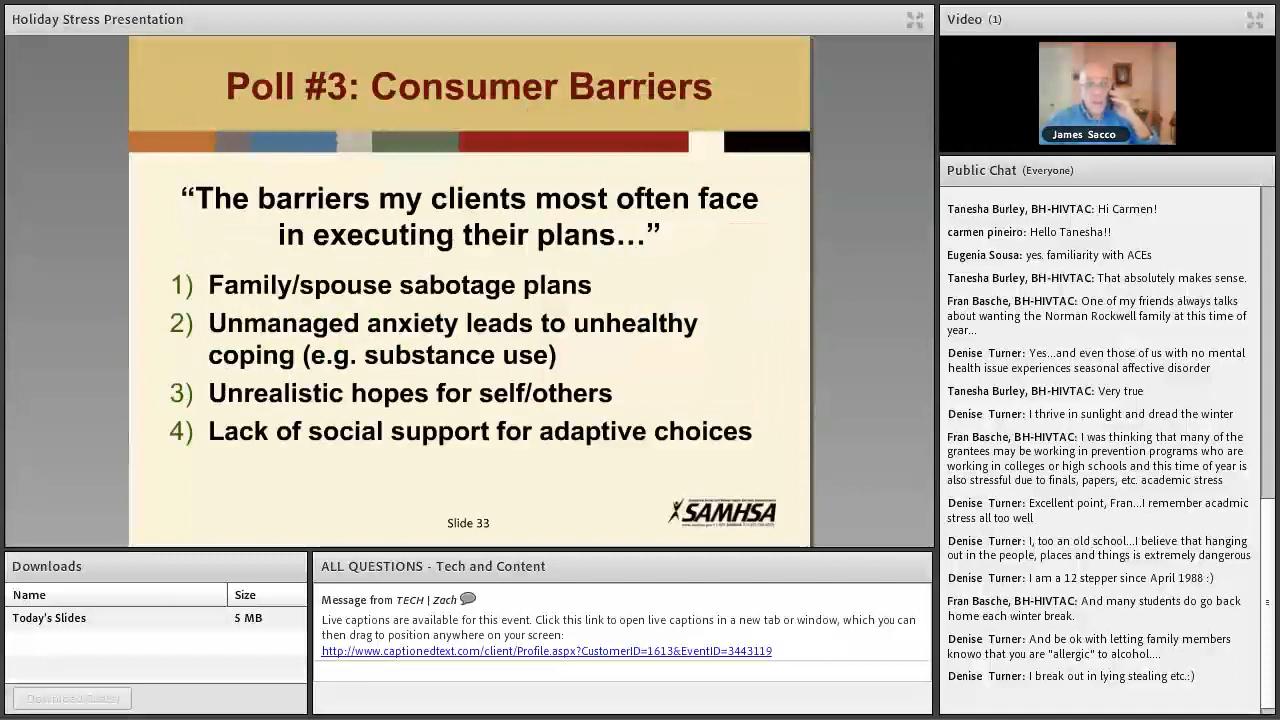 Holiday Stress Presentation
Poll #3: Consumer Barriers
“The barriers my clients most often face
in executing their plans…”
1) Family/spouse sabotage plans
2) Unmanaged anxiety leads to unhealthy
coping (e.g. substance use)
3) Unrealistic hopes for self/others
4) Lack of social support for adaptive choices
Slide 33
SAMHSA
Video (1)
James Sacco
Public Chat (Everyone)
Tanesha Burley, BH-HIVTAC: Hi Carmen!
carmen pineiro: Hello Tanesha!!
Eugenia Sousa: yes. familiarity with ACEs
Tanesha Burley, BH-HIVTAC: That absolutely makes sense.
Fran Basche, BH-HIVTAC: One of my friends always talks
about wanting the Norman Rockwell family at this time of
year...
Denise Turner: Yes...and even those of us with no mental
health issue experiences seasonal affective disorder
Tanesha Burley, BH-HIVTAC: Very true
Denise Turner: I thrive in sunlight and dread the winter
Fran Basche, BH-HIVTAC: I was thinking that many of the
grantees may be working in prevention programs who are
working in colleges or high schools and this time of year is
also stressful due to finals, papers, etc. academic stress
Denise Turner: Excellent point, Fran...I remember acadmic
stress all too well
Denise Turner: I, too an old school...I believe that hanging
out in the people, places and things is extremely dangerous
Denise Turner: I am a 12 stepper since April 1988 :)
Fran Basche, BH-HIVTAC: And many students do go back
home each winter break.
Denise Turner: And be ok with letting family members
knowo that you are "allergic" to alcohol....
Denise Turner: I break out in lying stealing etc.:)
Downloads
Name Size
Today's Slides 5 MB
ALL QUESTIONS - Tech and Content
Message from TECH | Zach
Live captions are available for this event. Click this link to open live captions in a new tab or window, which you can
then drag to position anywhere on your screen:
http://www.captionedtext.com/client/Profile.aspx?CustomerID=1613&EventID=3443119